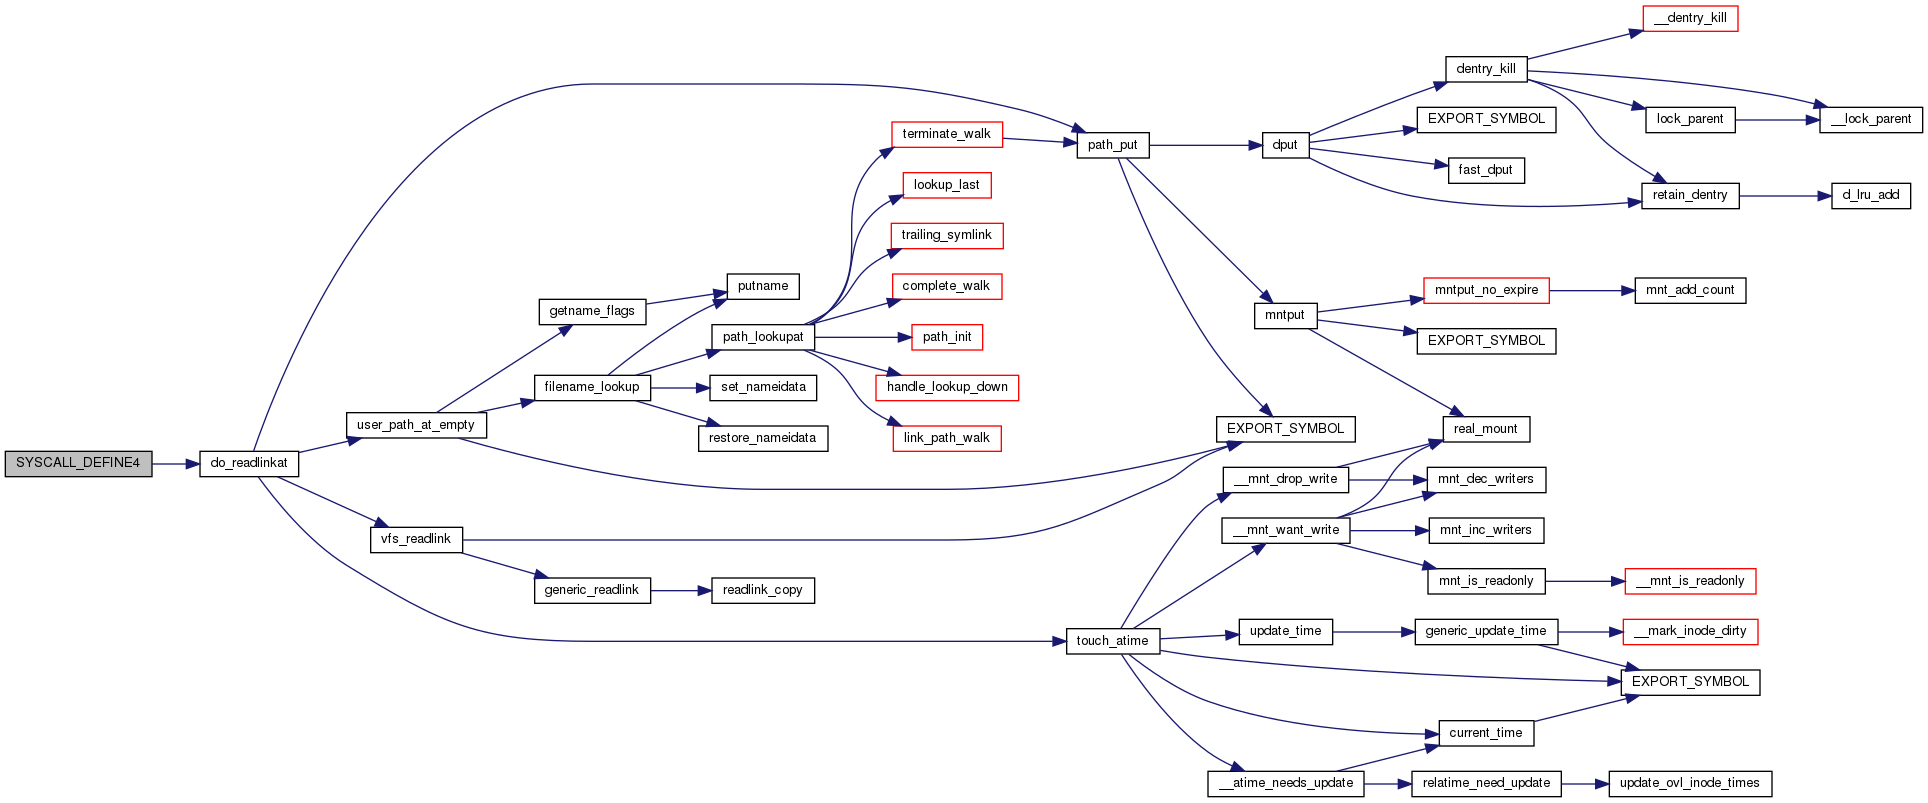 SYSCALL_DEFINE4
do_readlinkat
user_path_at_empty
vfs_readlink
getname_flags
filename_lookup
generic_readlink
putname
path_lookupat
set_nameidata
restore_nameidata
readlink_copy
terminate_walk
lookup_last
trailing_symlink
complete_walk
path_init
handle_lookup_down
link_path_walk
path_put
touch_atime
dput
mntput
EXPORT_SYMBOL
__mnt_drop_write
__mnt_want_write
update_time
__atime_needs_update
dentry_kill
EXPORT_SYMBOL
fast_dput
mntput_no_expire
EXPORT_SYMBOL
real_mount
mnt_dec_writers
mnt_inc_writers
mnt_is_readonly
generic_update_time
current_time
relatime_need_update
__dentry_kill
lock_parent
retain_dentry
mnt_add_count
__mnt_is_readonly
__mark_inode_dirty
EXPORT_SYMBOL
update_ovl_inode_times
__lock_parent
d_lru_add